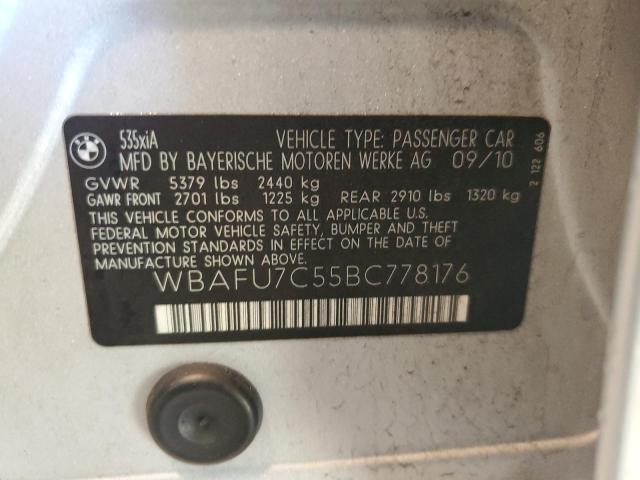 BMW
535xiA
VEHICLE TYPE: PASSENGER CAR
MFD BY BAYERISCHE MOTOREN WERKE AG 09/10
GVWR 5379 lbs 2440 kg
GAWR FRONT 2701 lbs 1225 kg REAR 2910 lbs 1320 kg
THIS VEHICLE CONFORMS TO ALL APPLICABLE U.S.
FEDERAL MOTOR VEHICLE SAFETY, BUMPER AND THEFT
PREVENTION STANDARDS IN EFFECT ON THE DATE OF
MANUFACTURE SHOWN ABOVE.
WBAFU7C55BC778176
2 122 606